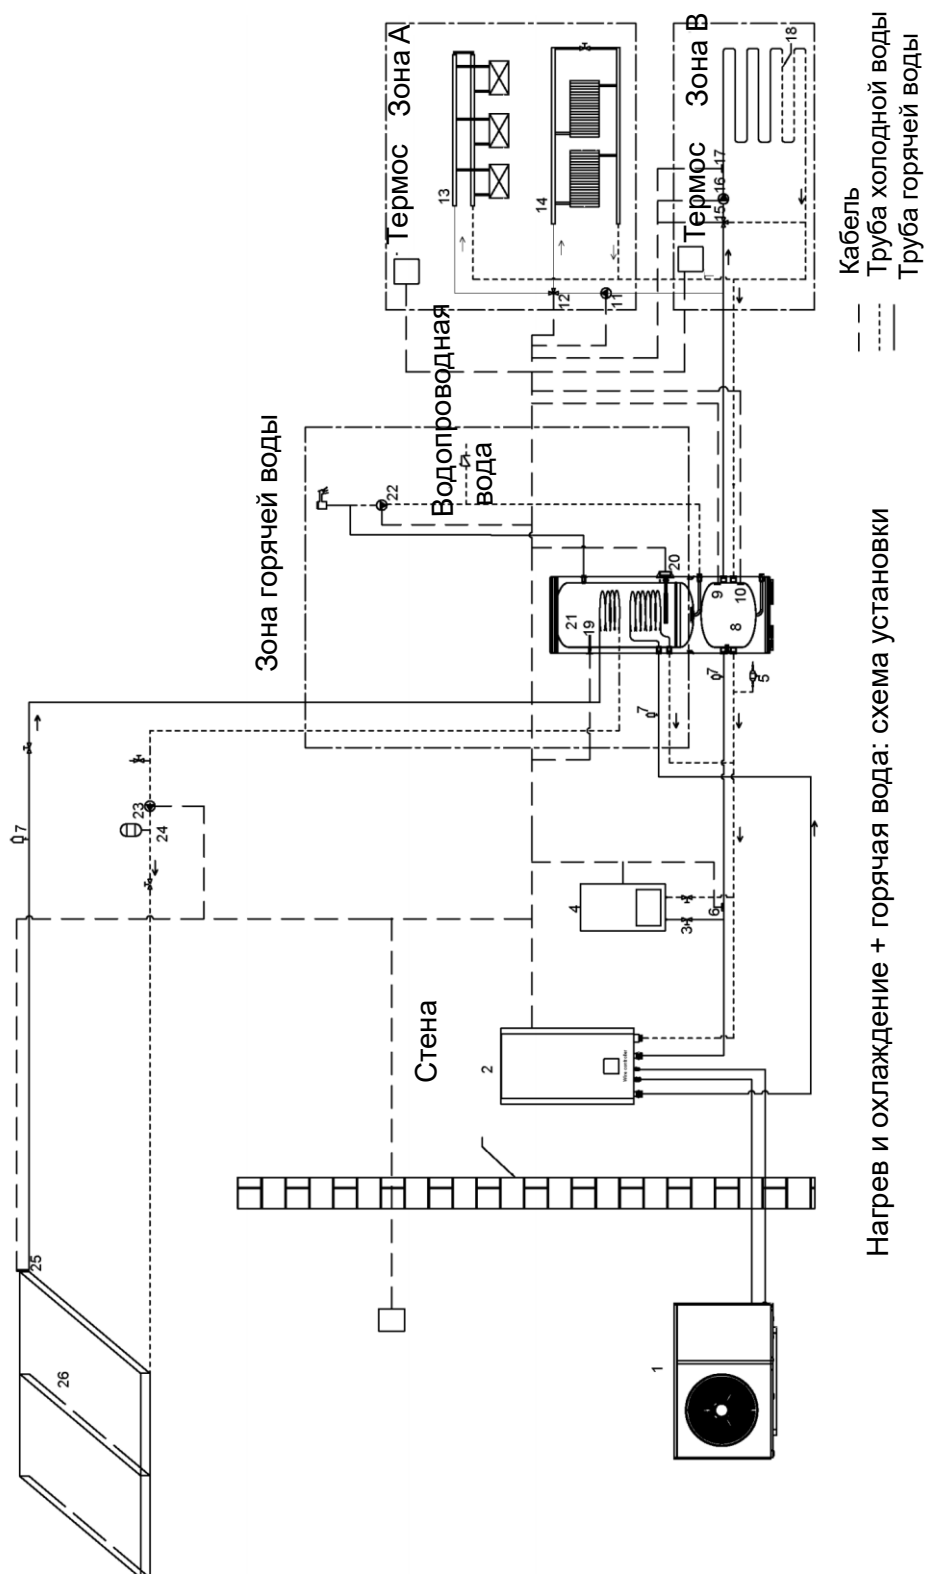 Нагрев и охлаждение + горячая вода: схема установки
Кабель
Труба холодной воды
Труба горячей воды
Зона A
Термос
13
14
12
11
Зона B
Термос
15
16
17
18
Зона горячей воды
Водопроводная
вода
22
21
19
20
9
10
8
7
7
5
7
23
24
4
3
6
Стена
2
Wire controller
25
26
1